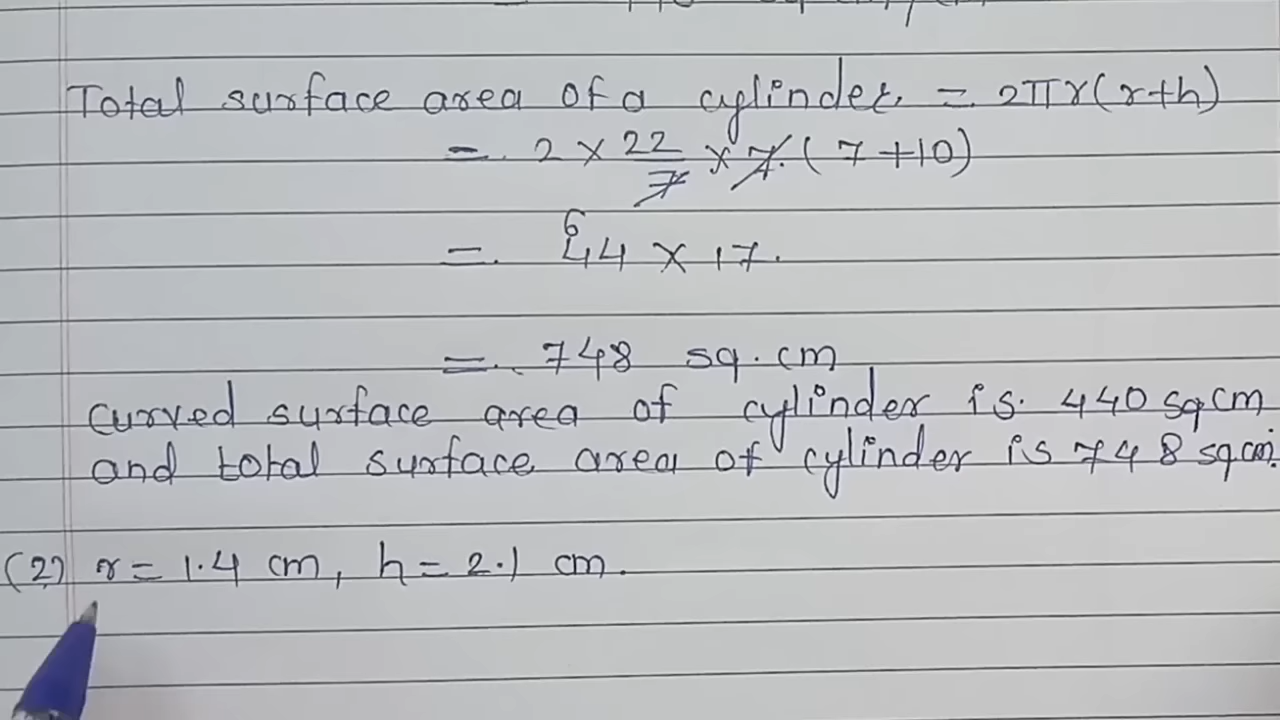 Total surface area of a cylinder. = 2πr(r+h)
= 2 × 22/7 × 7 (7+10)
6
= 44 × 17.
= 748 sq. cm
curved surface area of cylinder is 440 sq cm
and total surface area of cylinder is 748 sq cm.
(2) r = 1.4 cm, h = 2.1 cm.